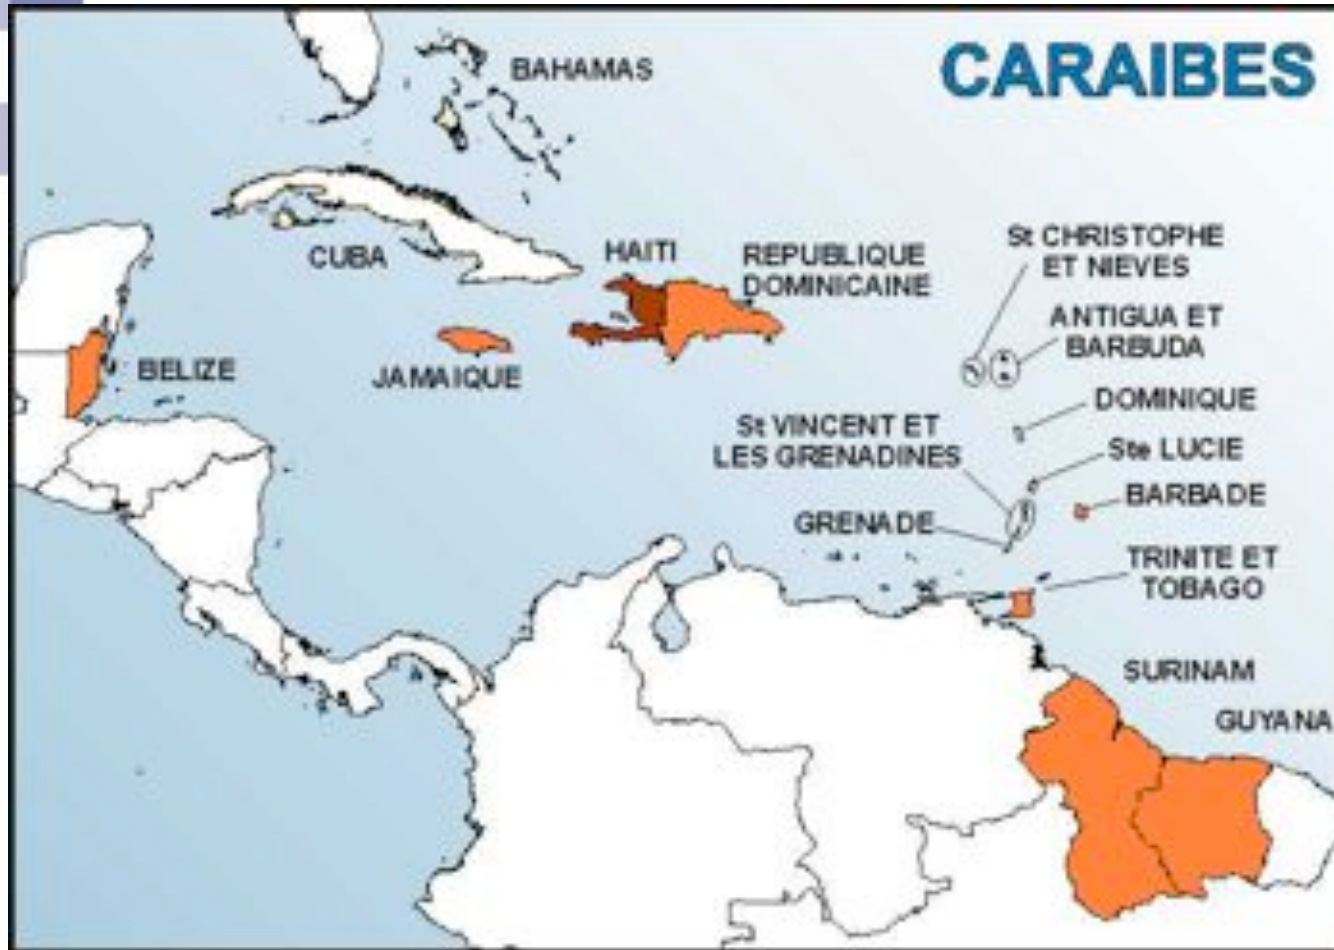 CARAIBES
BAHAMAS
CUBA
HAITI
REPUBLIQUE
DOMINICAINE
St CHRISTOPHE
ET NIEVES
ANTIGUA ET
BARBUDA
BELIZE
JAMAIQUE
DOMINIQUE
St VINCENT ET
LES GRENADINES
Ste LUCIE
BARBADE
GRENADE
TRINITE ET
TOBAGO
SURINAM
GUYANA